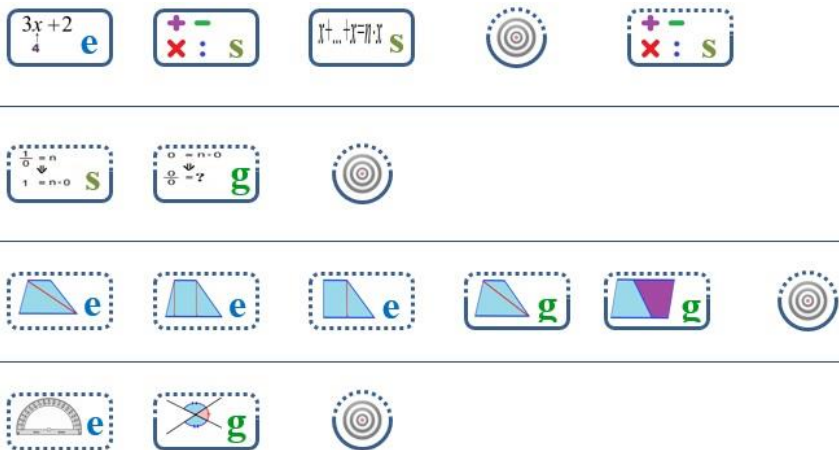 3x + 2
4
e
+ −
× :
s
x+...+x=n·x
s
+ −
× :
s
1/0 = n
⇓
1 = n·0
s
0 = n·0
⇓
0/0 = ?
g
e
e
e
g
g
e
g